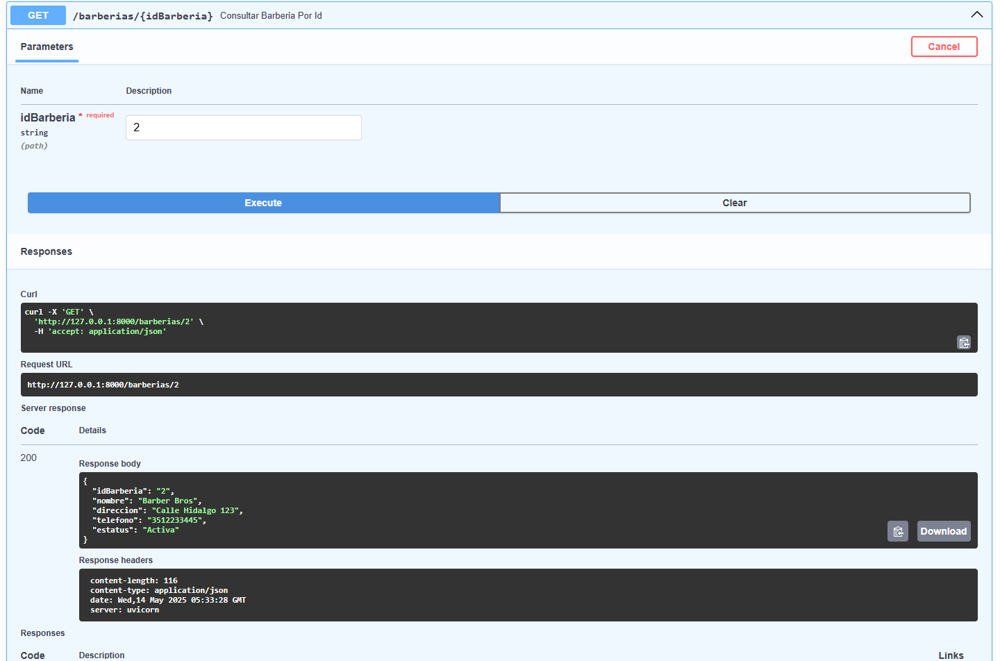 GET /barberias/{idBarberia} Consultar Barberia Por Id
Parameters
Cancel
Name Description
idBarberia * required
string
(path)
2
Execute Clear
Responses
Curl
curl -X 'GET' \
'http://127.0.0.1:8000/barberias/2' \
-H 'accept: application/json'
Request URL
http://127.0.0.1:8000/barberias/2
Server response
Code Details
200
Response body
{
"idBarberia": "2",
"nombre": "Barber Bros",
"direccion": "Calle Hidalgo 123",
"telefono": "3512233445",
"estatus": "Activa"
}
Download
Response headers
content-length: 116
content-type: application/json
date: Wed,14 May 2025 05:33:28 GMT
server: uvicorn
Responses
Code Description Links